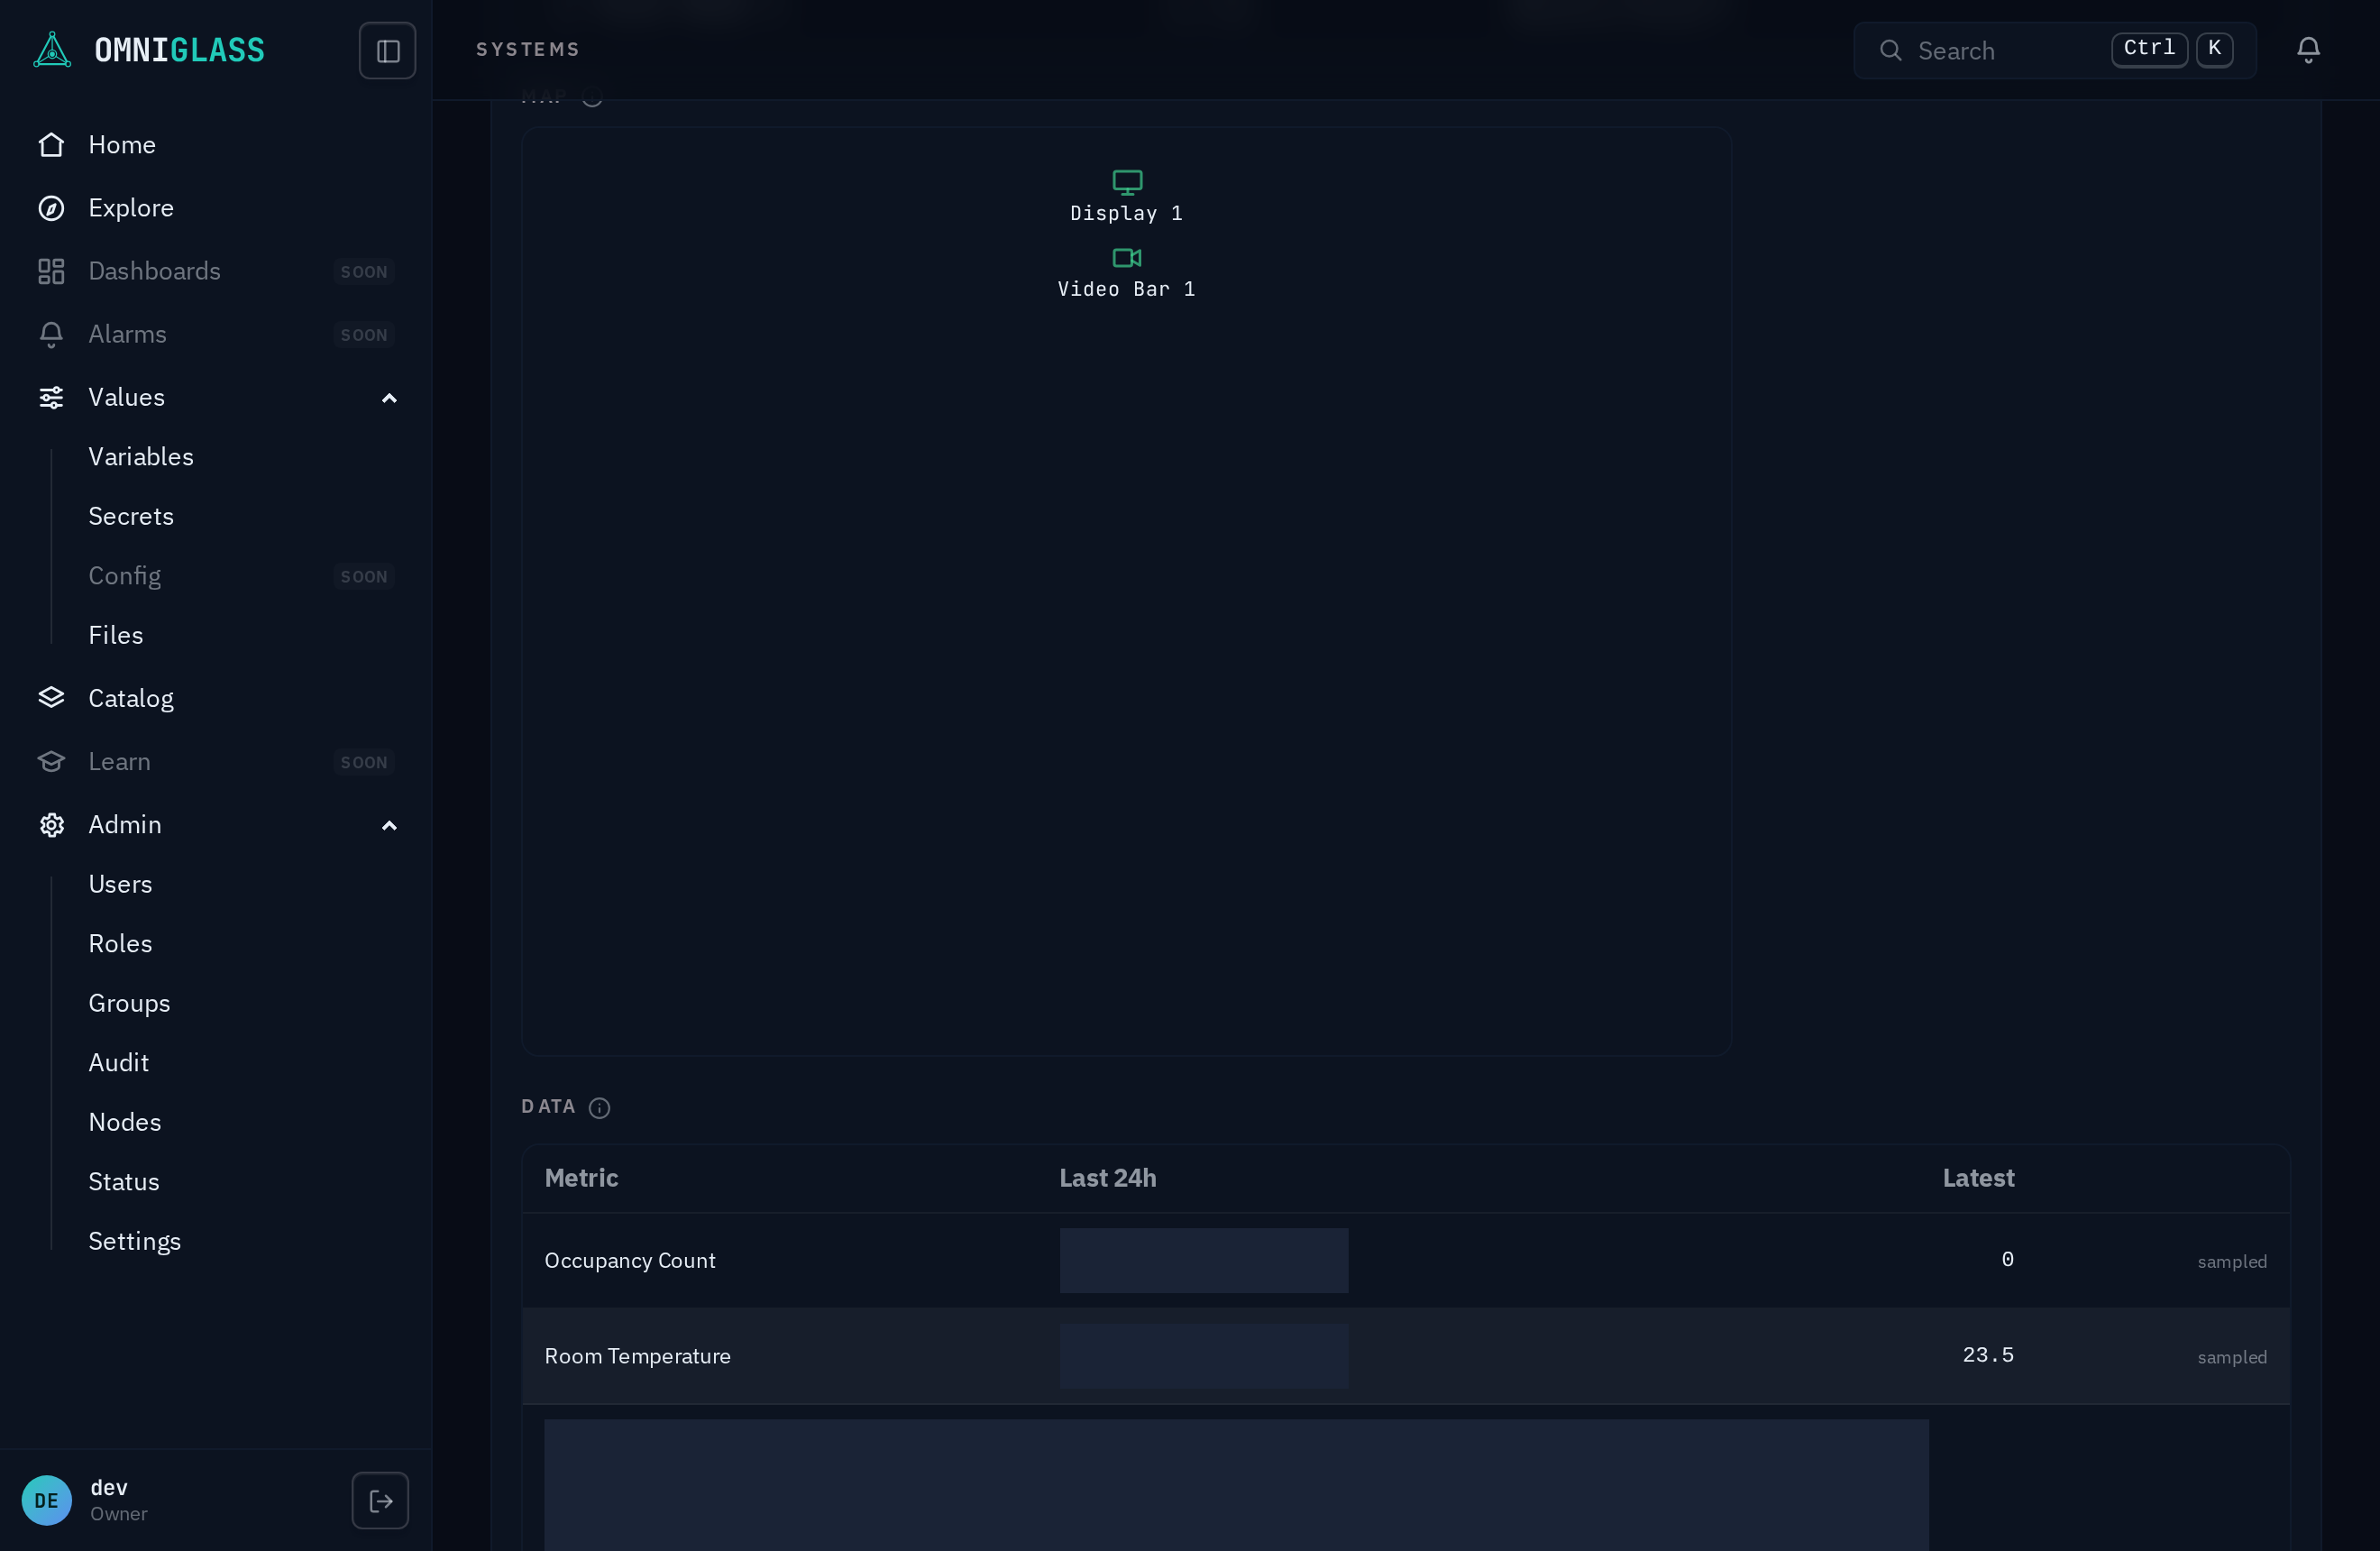 OMNIGLASS
SYSTEMS
Search
Ctrl K
Home
Explore
Dashboards SOON
Alarms SOON
Values
Variables
Secrets
Config SOON
Files
Catalog
Learn SOON
Admin
Users
Roles
Groups
Audit
Nodes
Status
Settings
DE
dev
Owner
MAP
Display 1
Video Bar 1
DATA
Metric Last 24h Latest
Occupancy Count 0 sampled
Room Temperature 23.5 sampled